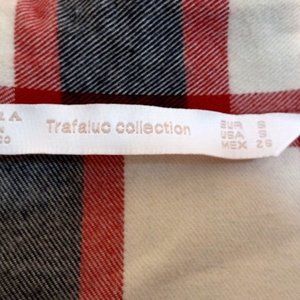 Trafaluc collection
EUR S
USA S
MEX 26